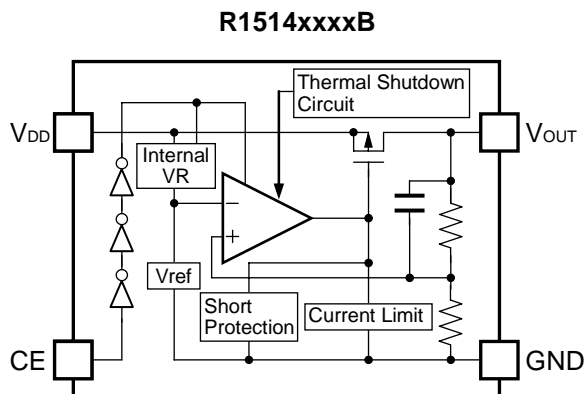 R1514xxxxB
Thermal Shutdown
Circuit
VDD
VOUT
Internal
VR
−
+
Vref
Short
Protection
Current Limit
CE
GND